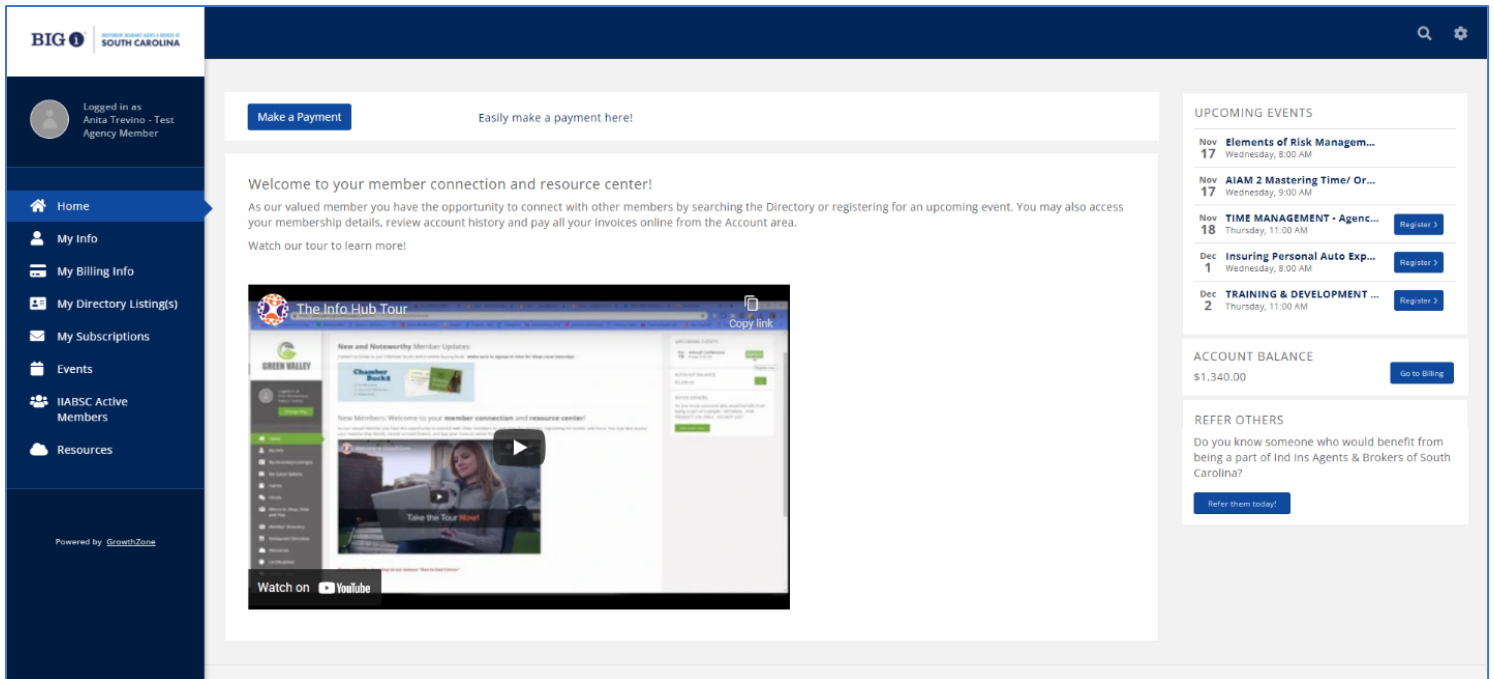 BIG i
INDEPENDENT INSURANCE AGENTS & BROKERS OF
SOUTH CAROLINA
Logged in as
Anita Trevino - Test
Agency Member
Home
My Info
My Billing Info
My Directory Listing(s)
My Subscriptions
Events
IIABSC Active
Members
Resources
Powered by GrowthZone
Make a Payment
Easily make a payment here!
Welcome to your member connection and resource center!
As our valued member you have the opportunity to connect with other members by searching the Directory or registering for an upcoming event. You may also access
your membership details, review account history and pay all your invoices online from the Account area.
Watch our tour to learn more!
The Info Hub Tour
Copy link
GREEN VALLEY
New and Noteworthy Member Updates:
Chamber
Bucks
New Members: Welcome to your member connection and resource center!
Take the Tour Now!
Watch on YouTube
UPCOMING EVENTS
Nov 17 Elements of Risk Managem...
Wednesday, 8:00 AM
Nov 17 AIAM 2 Mastering Time/ Or...
Wednesday, 9:00 AM
Nov 18 TIME MANAGEMENT - Agenc...
Thursday, 11:00 AM
Register >
Dec 1 Insuring Personal Auto Exp...
Wednesday, 8:00 AM
Register >
Dec 2 TRAINING & DEVELOPMENT ...
Thursday, 11:00 AM
Register >
ACCOUNT BALANCE
$1,340.00
Go to Billing
REFER OTHERS
Do you know someone who would benefit from
being a part of Ind Ins Agents & Brokers of South
Carolina?
Refer them today!